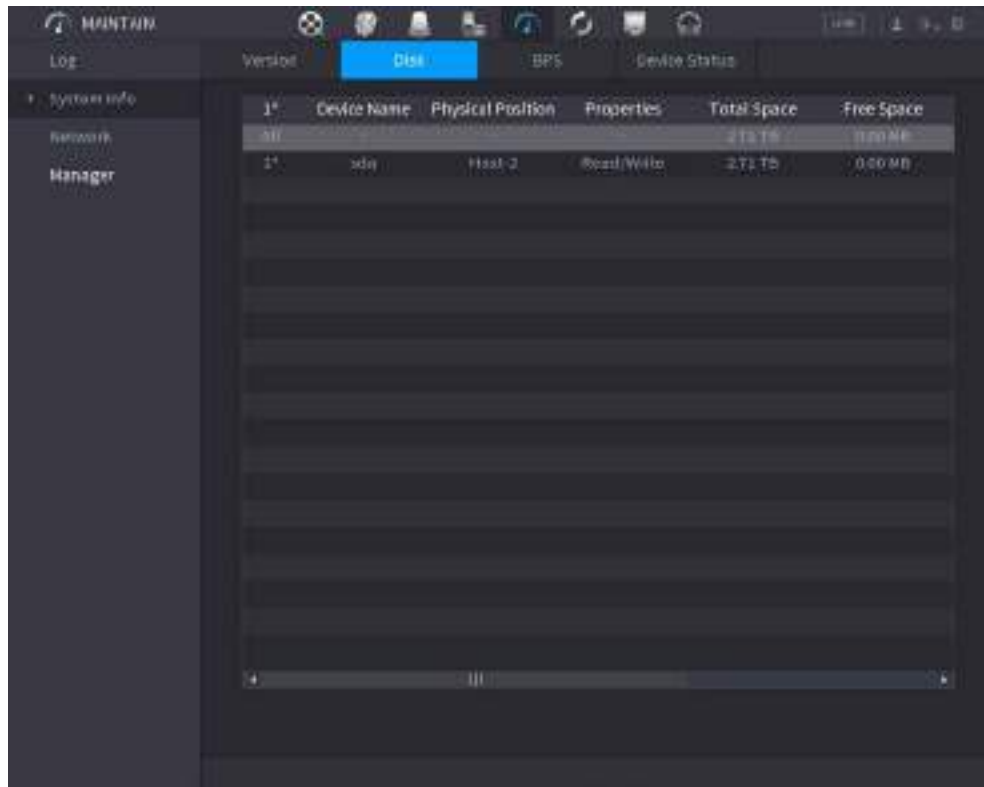 MAINTAIN
Log
Version Disk BPS Device Status
System Info
Network
Manager
1* Device Name Physical Position Properties Total Space Free Space
All - - - 2.71 TB 0.00 MB
1* Host-2 Read/Write 2.71 TB 0.00 MB